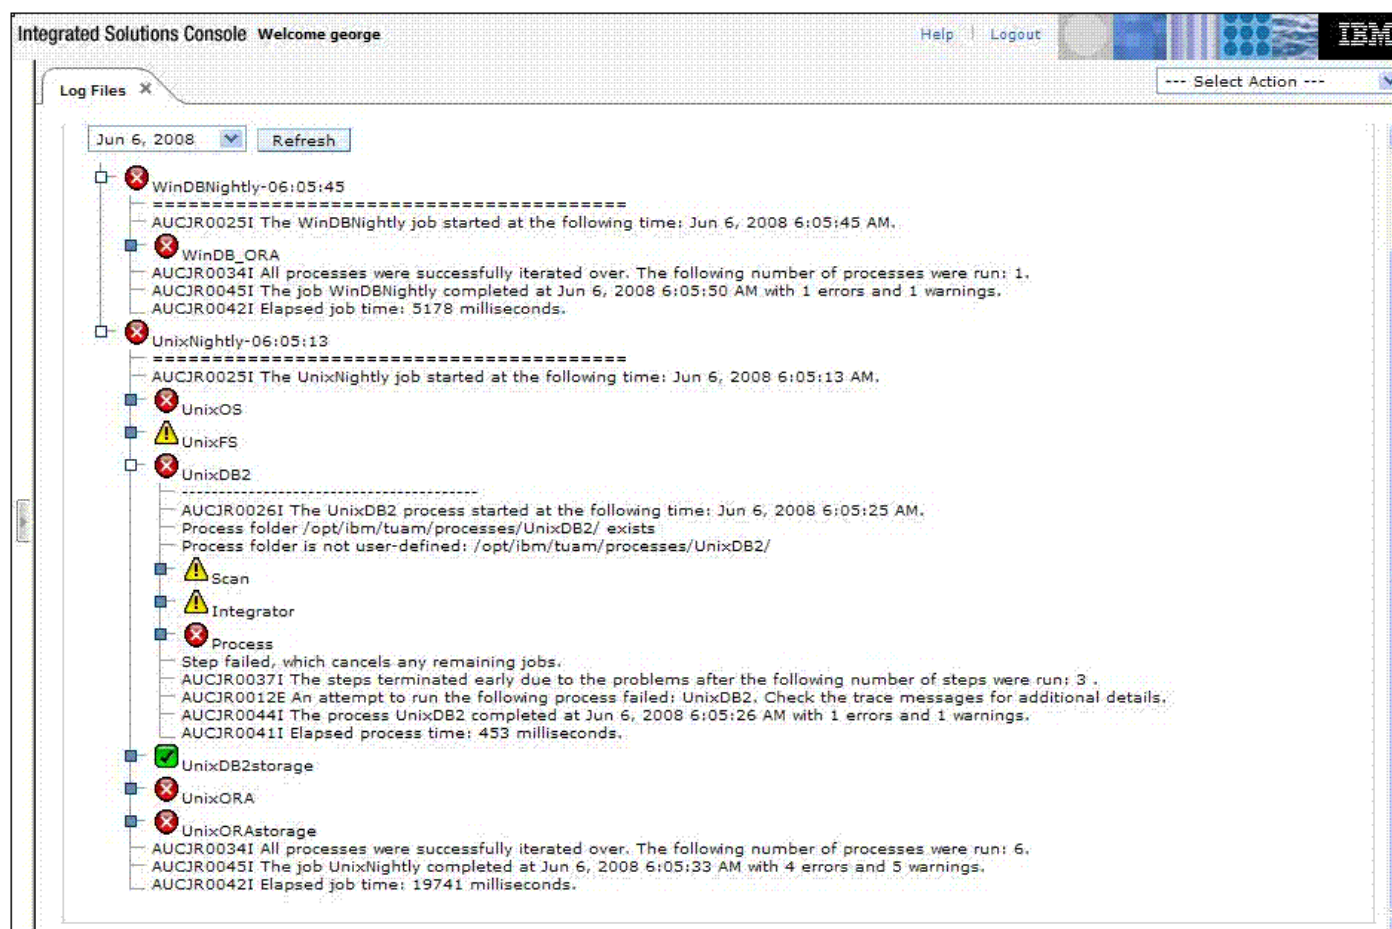 Integrated Solutions Console Welcome george
Help Logout
IBM
Log Files
--- Select Action ---
Jun 6, 2008
Refresh
WinDBNightly-06:05:45
========================================
AUCJR0025I The WinDBNightly job started at the following time: Jun 6, 2008 6:05:45 AM.
WinDB_ORA
AUCJR0034I All processes were successfully iterated over. The following number of processes were run: 1.
AUCJR0045I The job WinDBNightly completed at Jun 6, 2008 6:05:50 AM with 1 errors and 1 warnings.
AUCJR0042I Elapsed job time: 5178 milliseconds.
UnixNightly-06:05:13
========================================
AUCJR0025I The UnixNightly job started at the following time: Jun 6, 2008 6:05:13 AM.
UnixOS
UnixFS
UnixDB2
----------------------------------------
AUCJR0026I The UnixDB2 process started at the following time: Jun 6, 2008 6:05:25 AM.
Process folder /opt/ibm/tuam/processes/UnixDB2/ exists
Process folder is not user-defined: /opt/ibm/tuam/processes/UnixDB2/
Scan
Integrator
Process
Step failed, which cancels any remaining jobs.
AUCJR0037I The steps terminated early due to the problems after the following number of steps were run: 3 .
AUCJR0012E An attempt to run the following process failed: UnixDB2. Check the trace messages for additional details.
AUCJR0044I The process UnixDB2 completed at Jun 6, 2008 6:05:26 AM with 1 errors and 1 warnings.
AUCJR0041I Elapsed process time: 453 milliseconds.
UnixDB2storage
UnixORA
UnixORAstorage
AUCJR0034I All processes were successfully iterated over. The following number of processes were run: 6.
AUCJR0045I The job UnixNightly completed at Jun 6, 2008 6:05:33 AM with 4 errors and 5 warnings.
AUCJR0042I Elapsed job time: 19741 milliseconds.